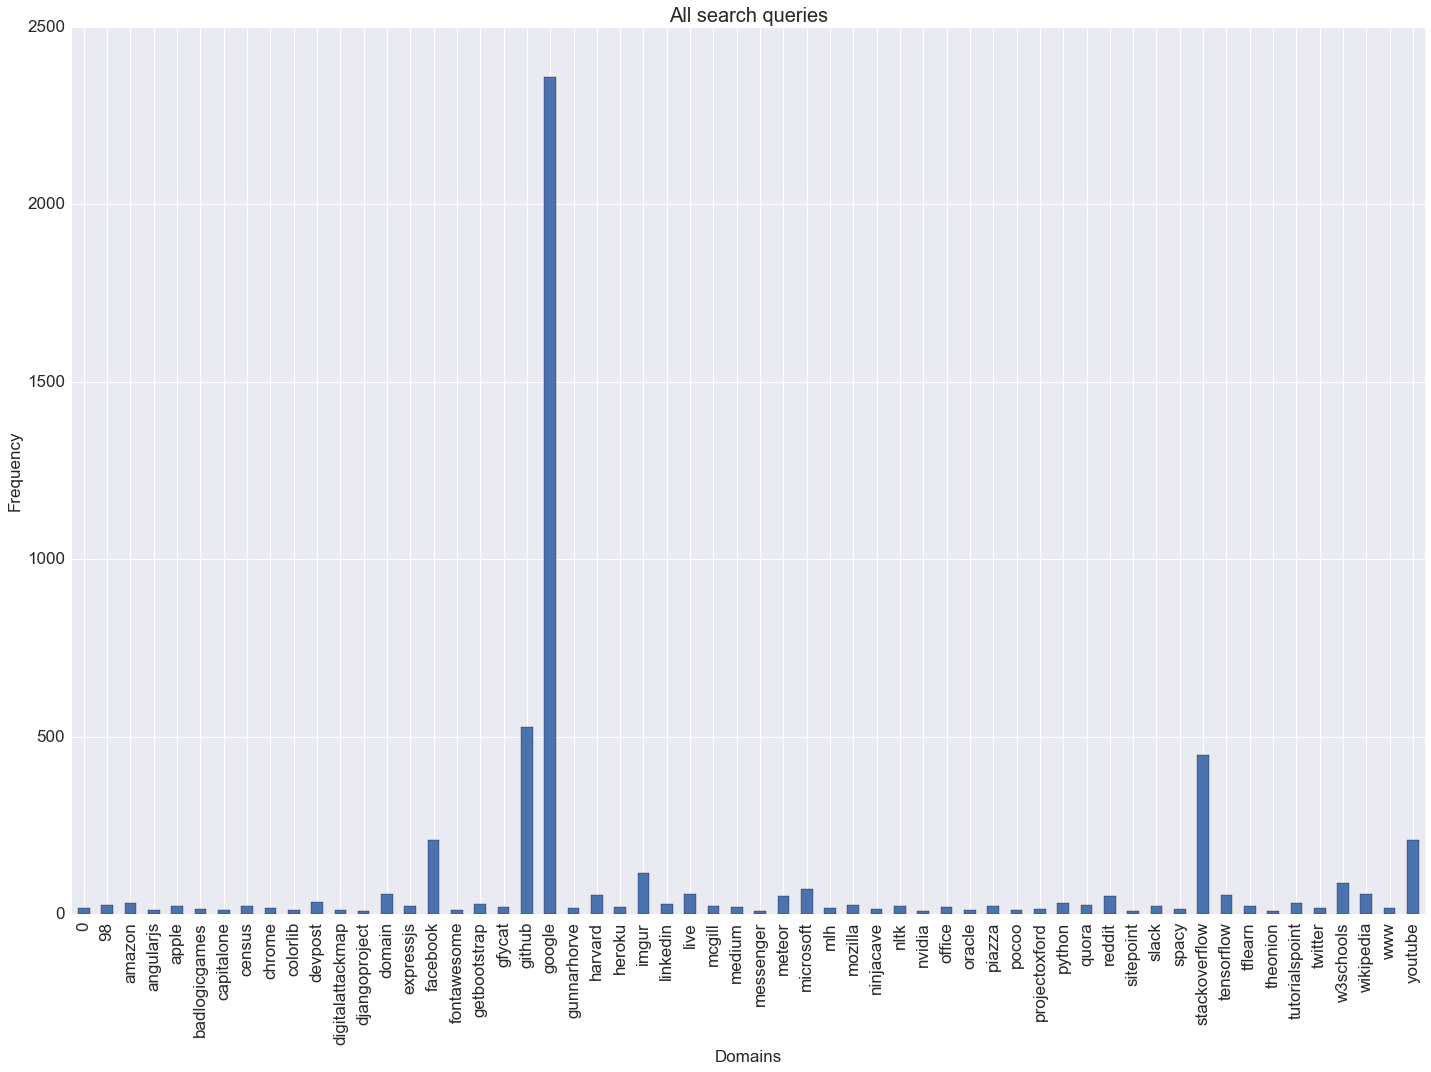 All search queries
2500
2000
1500
1000
500
0
Frequency
0
98
amazon
angularjs
apple
badlogicgames
capitalone
census
chrome
colorlib
devpost
digitalattackmap
djangoproject
domain
expressjs
facebook
fontawesome
getbootstrap
gfycat
github
google
gunnarhorve
harvard
heroku
imgur
linkedin
live
mcgill
medium
messenger
meteor
microsoft
mlh
mozilla
ninjacave
nltk
nvidia
office
oracle
piazza
pocoo
projectoxford
python
quora
reddit
sitepoint
slack
spacy
stackoverflow
tensorflow
tflearn
theonion
tutorialspoint
twitter
w3schools
wikipedia
www
youtube
Domains